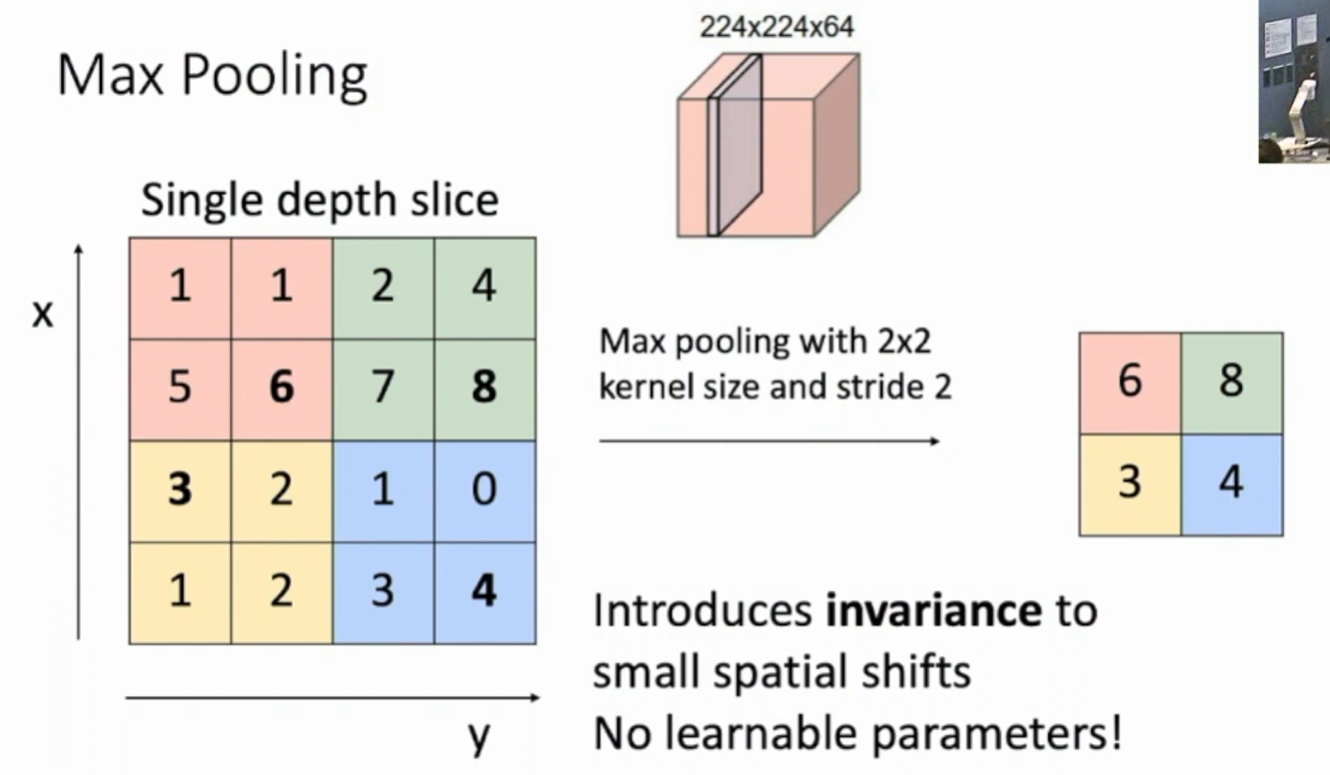 Max Pooling
224x224x64
Single depth slice
x
1 1 2 4
5 6 7 8
3 2 1 0
1 2 3 4
y
Max pooling with 2x2
kernel size and stride 2
6 8
3 4
Introduces invariance to
small spatial shifts
No learnable parameters!